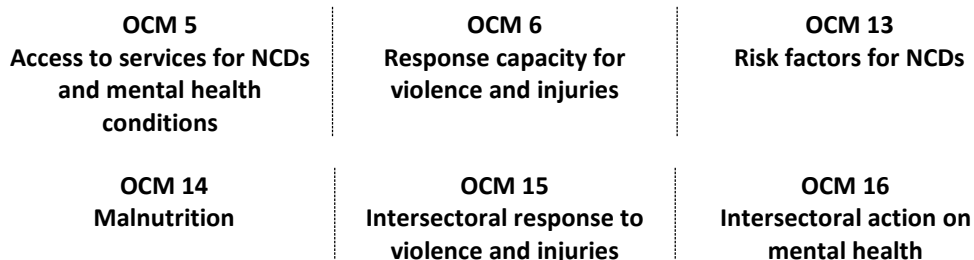 OCM 5
Access to services for NCDs
and mental health
conditions
OCM 6
Response capacity for
violence and injuries
OCM 13
Risk factors for NCDs
OCM 14
Malnutrition
OCM 15
Intersectoral response to
violence and injuries
OCM 16
Intersectoral action on
mental health